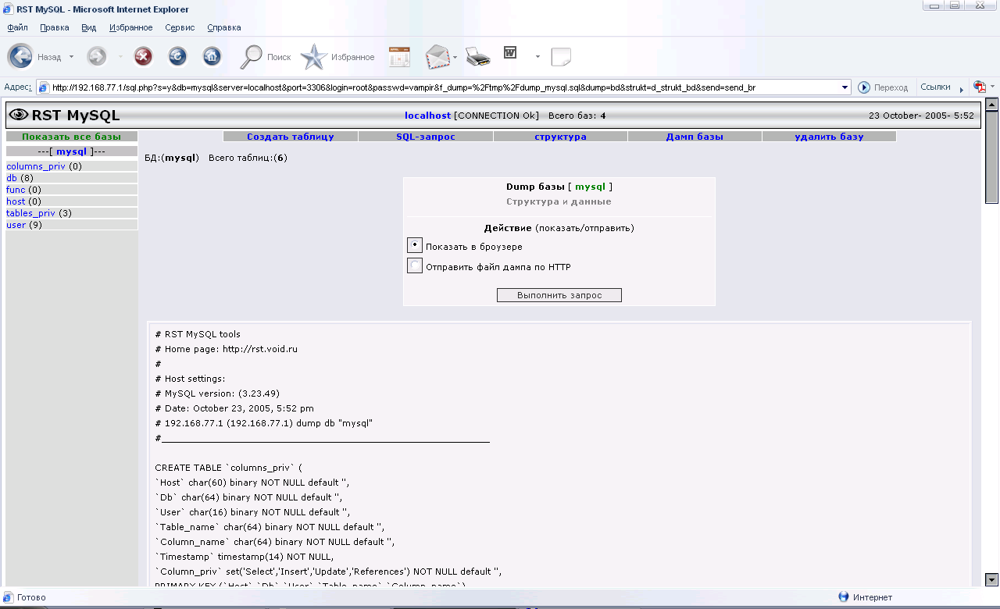 RST MySQL - Microsoft Internet Explorer
Файл Правка Вид Избранное Сервис Справка
Назад Поиск Избранное
Адрес: http://192.168.77.1/sql.php?s=y&db=mysql&server=localhost&port=3306&login=root&passwd=vampir&f_dump=%2Ftmp%2Fdump_mysql.sql&dump=bd&strukt=d_strukt_bd&send=send_br Переход Ссылки
RST MySQL localhost [CONNECTION Ok] Всего баз: 4 23 October- 2005- 5:52
Показать все базы Создать таблицу SQL-запрос структура Дамп базы удалить базу
---[ mysql ]---
columns_priv (0)
db (8)
func (0)
host (0)
tables_priv (3)
user (9)
БД:(mysql) Всего таблиц:(6)
Dump базы [ mysql ]
Структура и данные
Действие (показать/отправить)
Показать в броузере
Отправить файл дампа по HTTP
Выполнить запрос
# RST MySQL tools
# Home page: http://rst.void.ru
#
# Host settings:
# MySQL version: (3.23.49)
# Date: October 23, 2005, 5:52 pm
# 192.168.77.1 (192.168.77.1) dump db "mysql"
#____________________________________________________________
CREATE TABLE `columns_priv` (
`Host` char(60) binary NOT NULL default '',
`Db` char(64) binary NOT NULL default '',
`User` char(16) binary NOT NULL default '',
`Table_name` char(64) binary NOT NULL default '',
`Column_name` char(64) binary NOT NULL default '',
`Timestamp` timestamp(14) NOT NULL,
`Column_priv` set('Select','Insert','Update','References') NOT NULL default '',
PRIMARY KEY (`Host`,`Db`,`User`,`Table_name`,`Column_name`)
Готово Интернет